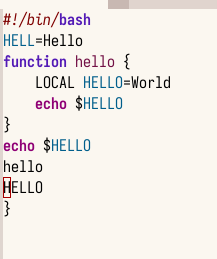 #!/bin/bash
HELL=Hello
function hello {
    LOCAL HELLO=World
    echo $HELLO
}
echo $HELLO
hello
HELLO
}